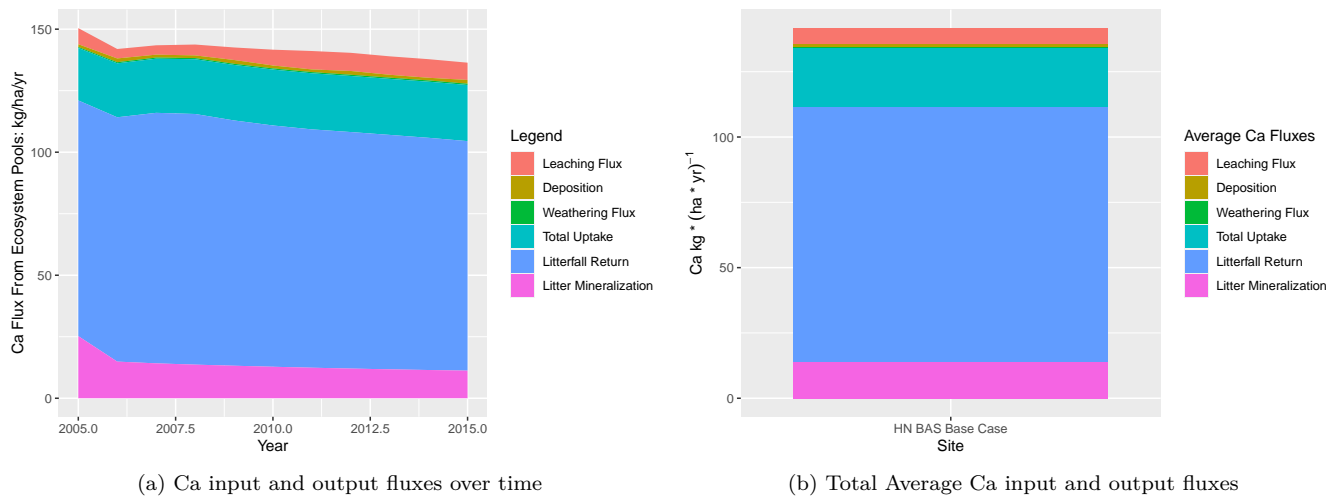 Ca Flux From Ecosystem Pools: kg/ha/yr
150
100
50
0
2005.0 2007.5 2010.0 2012.5 2015.0
Year
Legend
Leaching Flux
Deposition
Weathering Flux
Total Uptake
Litterfall Return
Litter Mineralization
(a) Ca input and output fluxes over time
Ca kg * (ha * yr)⁻¹
100
50
0
HN BAS Base Case
Site
Average Ca Fluxes
Leaching Flux
Deposition
Weathering Flux
Total Uptake
Litterfall Return
Litter Mineralization
(b) Total Average Ca input and output fluxes